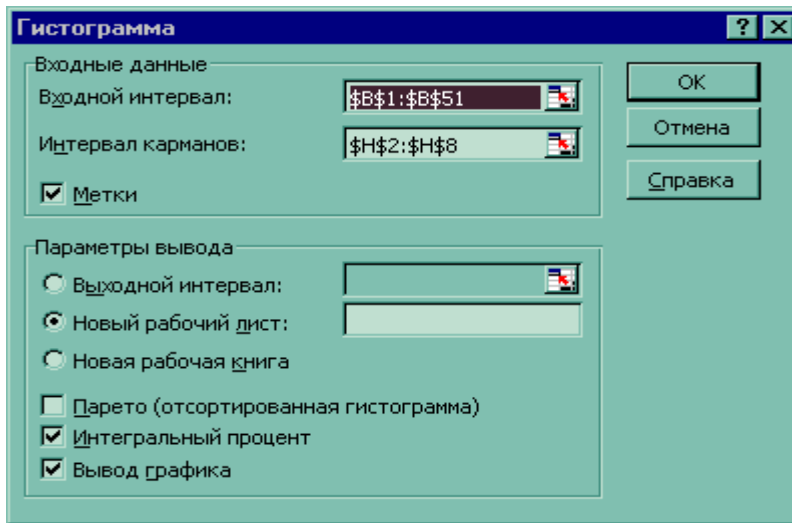 Гистограмма
Входные данные
Входной интервал: $B$1:$B$51
Интервал карманов: $H$2:$H$8
Метки
OK
Отмена
Справка
Параметры вывода
Выходной интервал:
Новый рабочий лист:
Новая рабочая книга
Парето (отсортированная гистограмма)
Интегральный процент
Вывод графика